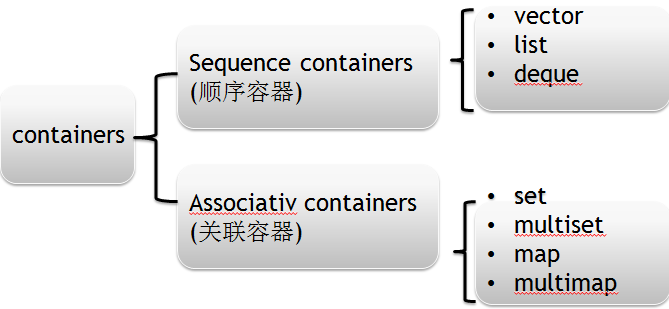 containers
Sequence containers
(顺序容器)
• vector
• list
• deque
Associativ containers
(关联容器)
• set
• multiset
• map
• multimap